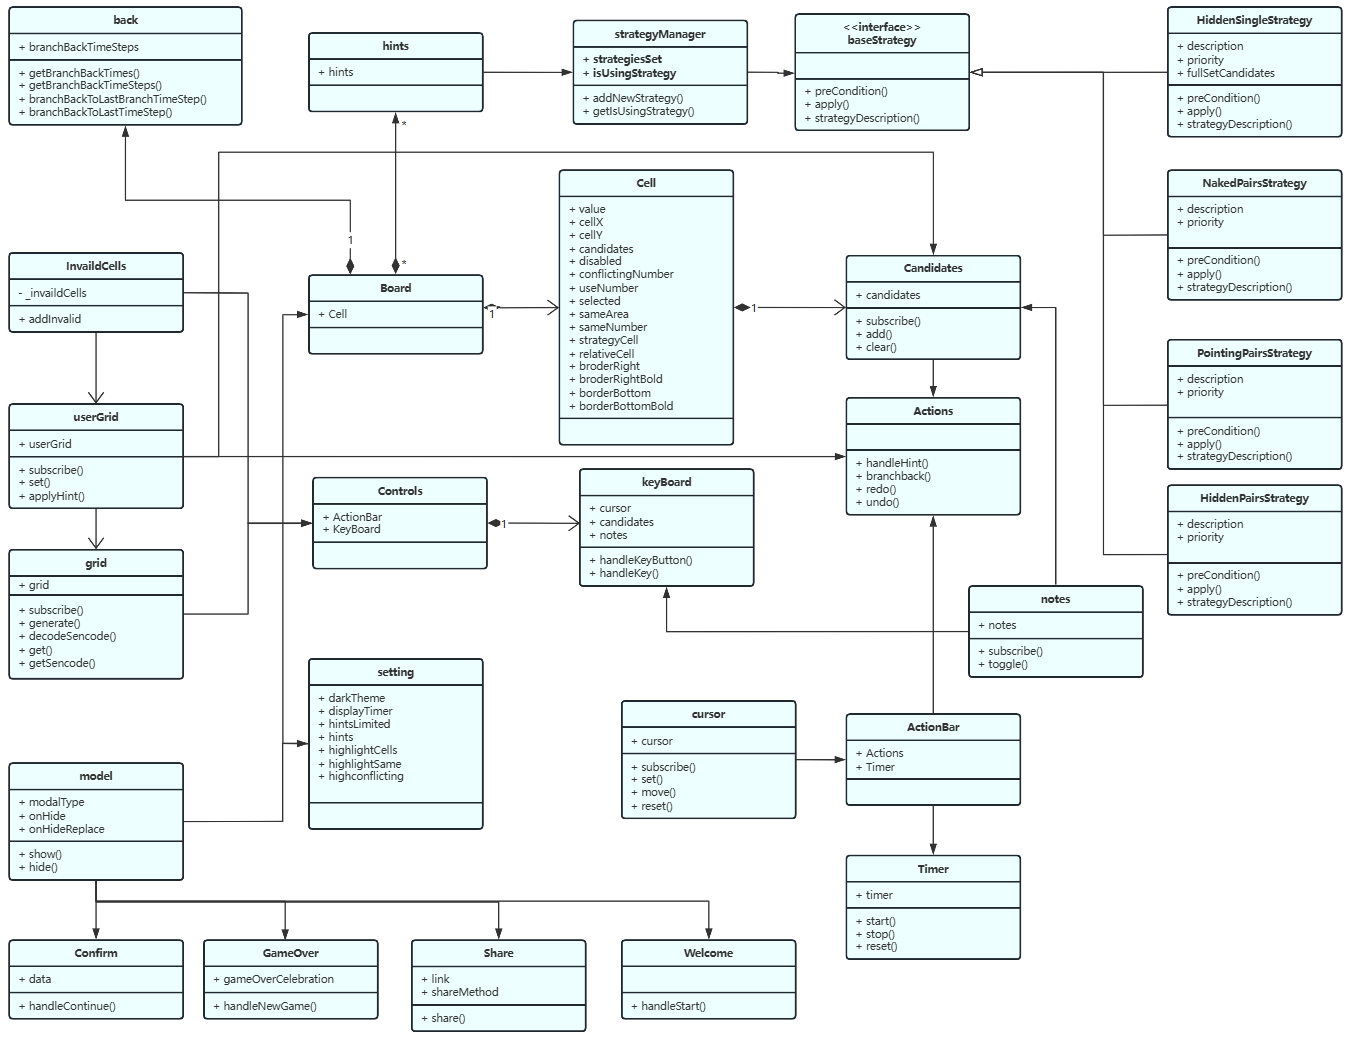 back
+ branchBackTimeSteps
+ getBranchBackTimes()
+ getBranchBackTimeSteps()
+ branchBackToLastBranchTimeStep()
+ branchBackToLastTimeStep()
hints
+ hints
strategyManager
+ strategiesSet
+ isUsingStrategy
+ addNewStrategy()
+ getIsUsingStrategy()
<<interface>>
baseStrategy
+ preCondition()
+ apply()
+ strategyDescription()
HiddenSingleStrategy
+ description
+ priority
+ fullSetCandidates
+ preCondition()
+ apply()
+ strategyDescription()
*
1
*
NakedPairsStrategy
+ description
+ priority
+ preCondition()
+ apply()
+ strategyDescription()
InvaildCells
- _invaildCells
+ addInvalid
Board
+ Cell
1
Cell
+ value
+ cellX
+ cellY
+ candidates
+ disabled
+ conflictingNumber
+ useNumber
+ selected
+ sameArea
+ sameNumber
+ strategyCell
+ relativeCell
+ broderRight
+ broderRightBold
+ borderBottom
+ borderBottomBold
1
Candidates
+ candidates
+ subscribe()
+ add()
+ clear()
PointingPairsStrategy
+ description
+ priority
+ preCondition()
+ apply()
+ strategyDescription()
userGrid
+ userGrid
+ subscribe()
+ set()
+ applyHint()
Actions
+ handleHint()
+ branchback()
+ redo()
+ undo()
Controls
+ ActionBar
+ KeyBoard
1
keyBoard
+ cursor
+ candidates
+ notes
+ handleKeyButton()
+ handleKey()
HiddenPairsStrategy
+ description
+ priority
+ preCondition()
+ apply()
+ strategyDescription()
grid
+ grid
+ subscribe()
+ generate()
+ decodeSencode()
+ get()
+ getSencode()
notes
+ notes
+ subscribe()
+ toggle()
setting
+ darkTheme
+ displayTimer
+ hintsLimited
+ hints
+ highlightCells
+ highlightSame
+ highconflicting
cursor
+ cursor
+ subscribe()
+ set()
+ move()
+ reset()
ActionBar
+ Actions
+ Timer
model
+ modalType
+ onHide
+ onHideReplace
+ show()
+ hide()
Timer
+ timer
+ start()
+ stop()
+ reset()
Confirm
+ data
+ handleContinue()
GameOver
+ gameOverCelebration
+ handleNewGame()
Share
+ link
+ shareMethod
+ share()
Welcome
+ handleStart()